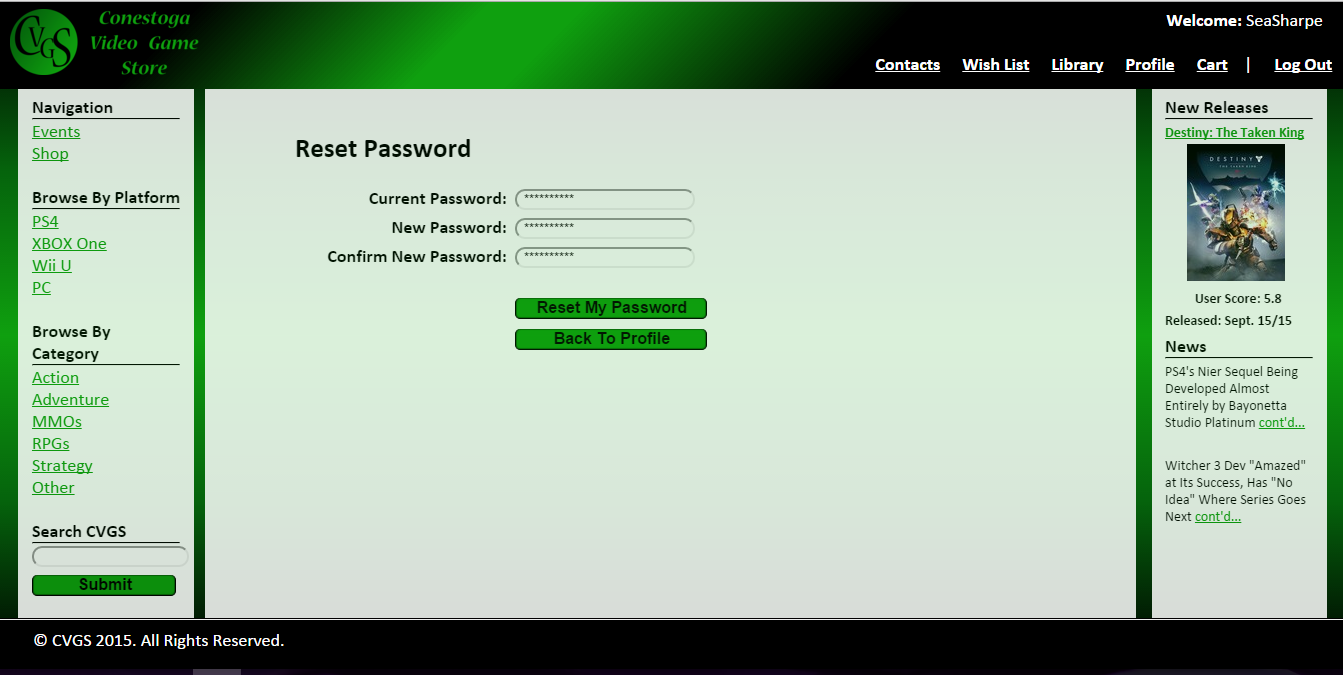 CVGS
Conestoga
Video Game
Store
Welcome: SeaSharpe
Contacts Wish List Library Profile Cart | Log Out
Navigation
Events
Shop
Browse By Platform
PS4
XBOX One
Wii U
PC
Browse By
Category
Action
Adventure
MMOs
RPGs
Strategy
Other
Search CVGS
Submit
Reset Password
Current Password: **********
New Password: **********
Confirm New Password: **********
Reset My Password
Back To Profile
New Releases
Destiny: The Taken King
DESTINY
THE TAKEN KING
User Score: 5.8
Released: Sept. 15/15
News
PS4's Nier Sequel Being
Developed Almost
Entirely by Bayonetta
Studio Platinum cont'd...
Witcher 3 Dev "Amazed"
at Its Success, Has "No
Idea" Where Series Goes
Next cont'd...
© CVGS 2015. All Rights Reserved.